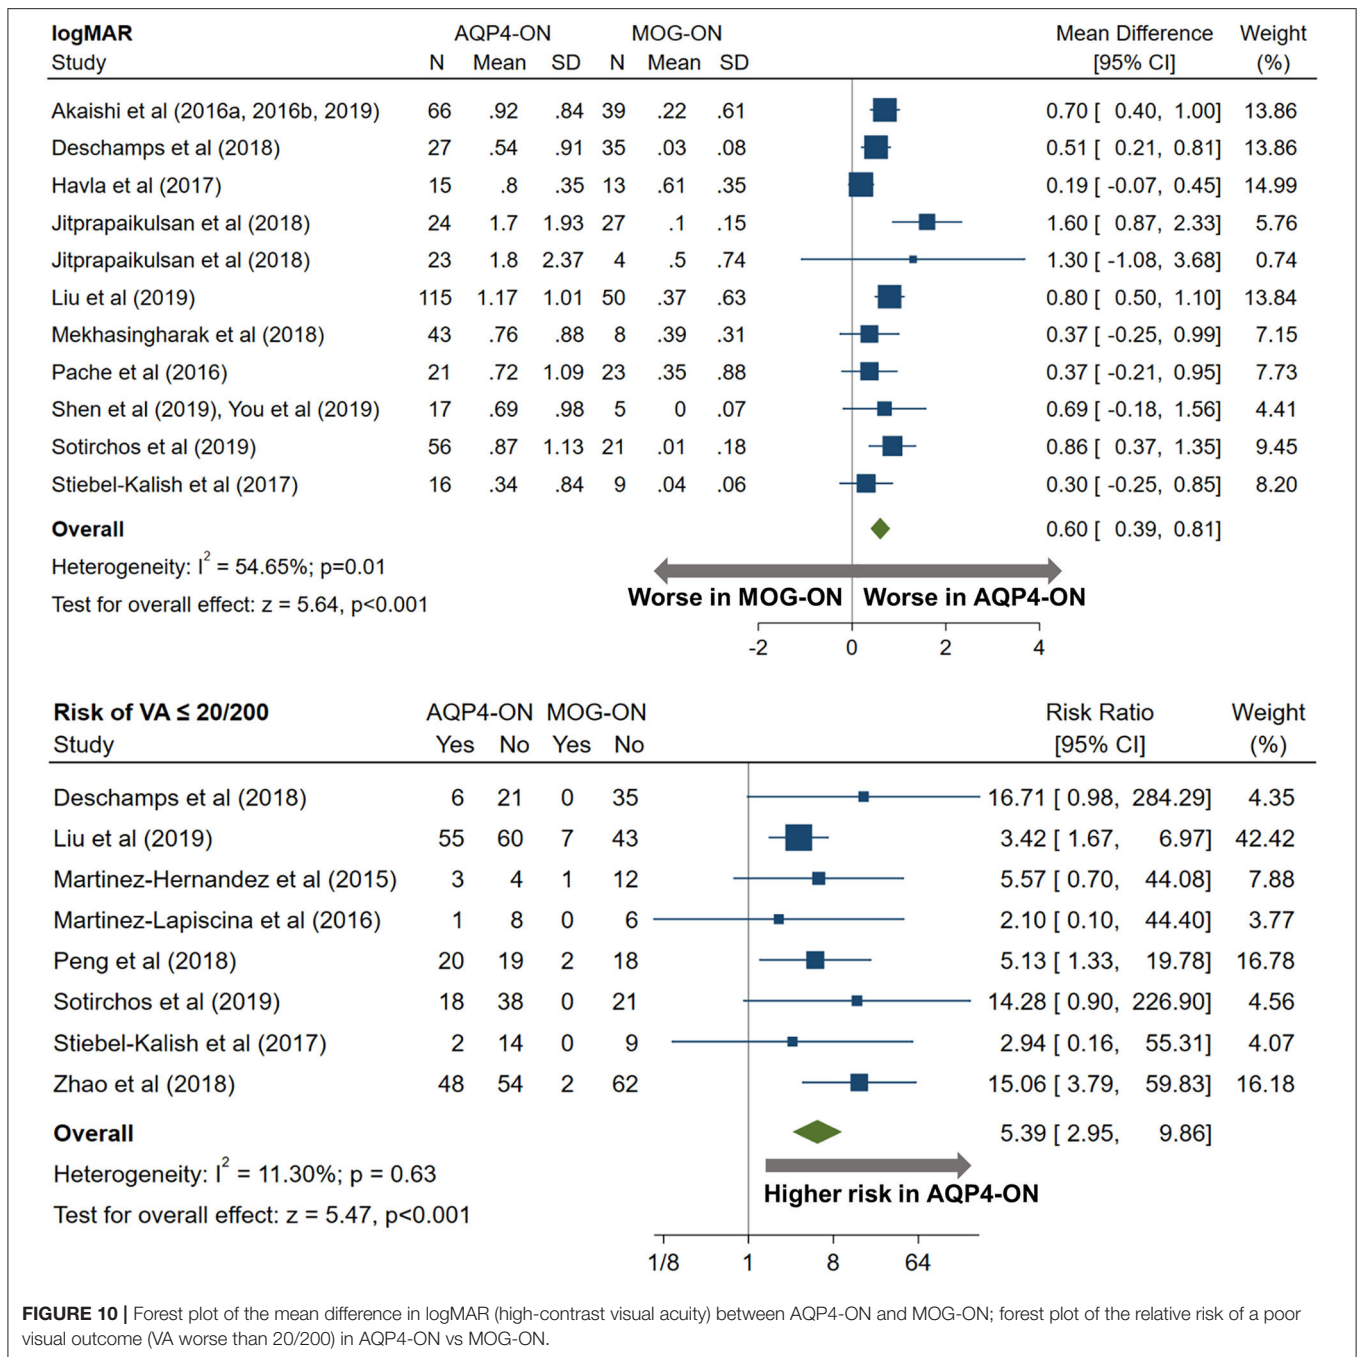 logMAR AQP4-ON MOG-ON Mean Difference Weight
Study N Mean SD N Mean SD [95% CI] (%)
Akaishi et al (2016a, 2016b, 2019) 66 .92 .84 39 .22 .61 0.70 [ 0.40, 1.00] 13.86
Deschamps et al (2018) 27 .54 .91 35 .03 .08 0.51 [ 0.21, 0.81] 13.86
Havla et al (2017) 15 .8 .35 13 .61 .35 0.19 [ -0.07, 0.45] 14.99
Jitprapaikulsan et al (2018) 24 1.7 1.93 27 .1 .15 1.60 [ 0.87, 2.33] 5.76
Jitprapaikulsan et al (2018) 23 1.8 2.37 4 .5 .74 1.30 [ -1.08, 3.68] 0.74
Liu et al (2019) 115 1.17 1.01 50 .37 .63 0.80 [ 0.50, 1.10] 13.84
Mekhasingharak et al (2018) 43 .76 .88 8 .39 .31 0.37 [ -0.25, 0.99] 7.15
Pache et al (2016) 21 .72 1.09 23 .35 .88 0.37 [ -0.21, 0.95] 7.73
Shen et al (2019), You et al (2019) 17 .69 .98 5 0 .07 0.69 [ -0.18, 1.56] 4.41
Sotirchos et al (2019) 56 .87 1.13 21 .01 .18 0.86 [ 0.37, 1.35] 9.45
Stiebel-Kalish et al (2017) 16 .34 .84 9 .04 .06 0.30 [ -0.25, 0.85] 8.20
Overall 0.60 [ 0.39, 0.81]
Heterogeneity: I² = 54.65%; p=0.01
Test for overall effect: z = 5.64, p<0.001
Worse in MOG-ON Worse in AQP4-ON
-2 0 2 4
Risk of VA ≤ 20/200 AQP4-ON MOG-ON Risk Ratio Weight
Study Yes No Yes No [95% CI] (%)
Deschamps et al (2018) 6 21 0 35 16.71 [ 0.98, 284.29] 4.35
Liu et al (2019) 55 60 7 43 3.42 [ 1.67, 6.97] 42.42
Martinez-Hernandez et al (2015) 3 4 1 12 5.57 [ 0.70, 44.08] 7.88
Martinez-Lapiscina et al (2016) 1 8 0 6 2.10 [ 0.10, 44.40] 3.77
Peng et al (2018) 20 19 2 18 5.13 [ 1.33, 19.78] 16.78
Sotirchos et al (2019) 18 38 0 21 14.28 [ 0.90, 226.90] 4.56
Stiebel-Kalish et al (2017) 2 14 0 9 2.94 [ 0.16, 55.31] 4.07
Zhao et al (2018) 48 54 2 62 15.06 [ 3.79, 59.83] 16.18
Overall 5.39 [ 2.95, 9.86]
Heterogeneity: I² = 11.30%; p = 0.63
Higher risk in AQP4-ON
Test for overall effect: z = 5.47, p<0.001
1/8 1 8 64
FIGURE 10 | Forest plot of the mean difference in logMAR (high-contrast visual acuity) between AQP4-ON and MOG-ON; forest plot of the relative risk of a poor
visual outcome (VA worse than 20/200) in AQP4-ON vs MOG-ON.